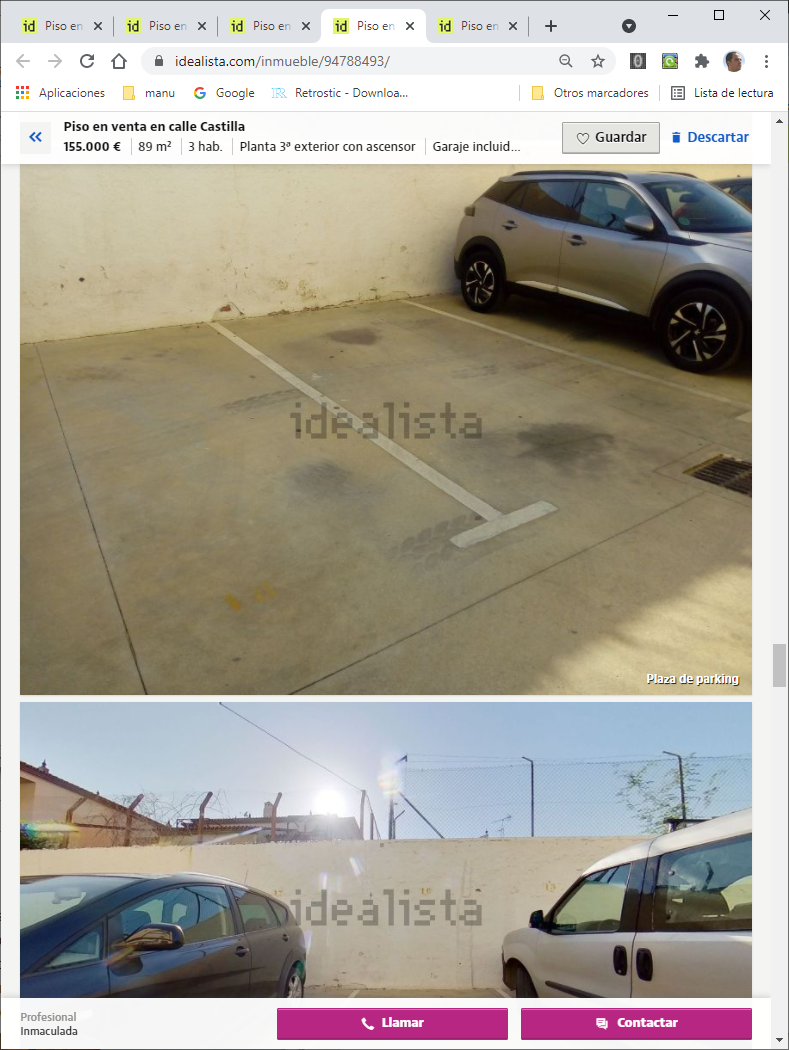 id Piso en
id Piso en
id Piso en
id Piso en
id Piso en
idealista.com/inmueble/94788493/
Aplicaciones
manu
Google
Retrostic - Downloa...
Otros marcadores
Lista de lectura
Piso en venta en calle Castilla
155.000 € 89 m² 3 hab. Planta 3ª exterior con ascensor Garaje incluid...
Guardar
Descartar
idealista
Plaza de parking
idealista
Profesional
Inmaculada
Llamar
Contactar